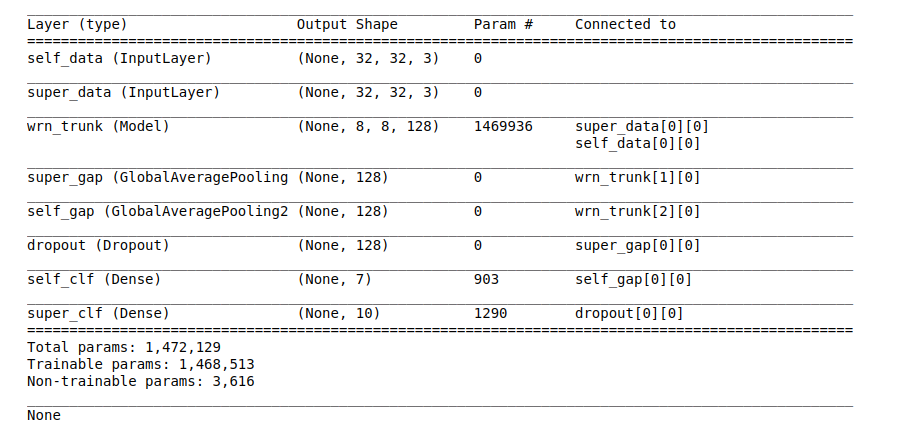 Layer (type) Output Shape Param # Connected to
self_data (InputLayer) (None, 32, 32, 3) 0
super_data (InputLayer) (None, 32, 32, 3) 0
wrn_trunk (Model) (None, 8, 8, 128) 1469936 super_data[0][0]
self_data[0][0]
super_gap (GlobalAveragePooling (None, 128) 0 wrn_trunk[1][0]
self_gap (GlobalAveragePooling2 (None, 128) 0 wrn_trunk[2][0]
dropout (Dropout) (None, 128) 0 super_gap[0][0]
self_clf (Dense) (None, 7) 903 self_gap[0][0]
super_clf (Dense) (None, 10) 1290 dropout[0][0]
Total params: 1,472,129
Trainable params: 1,468,513
Non-trainable params: 3,616
None